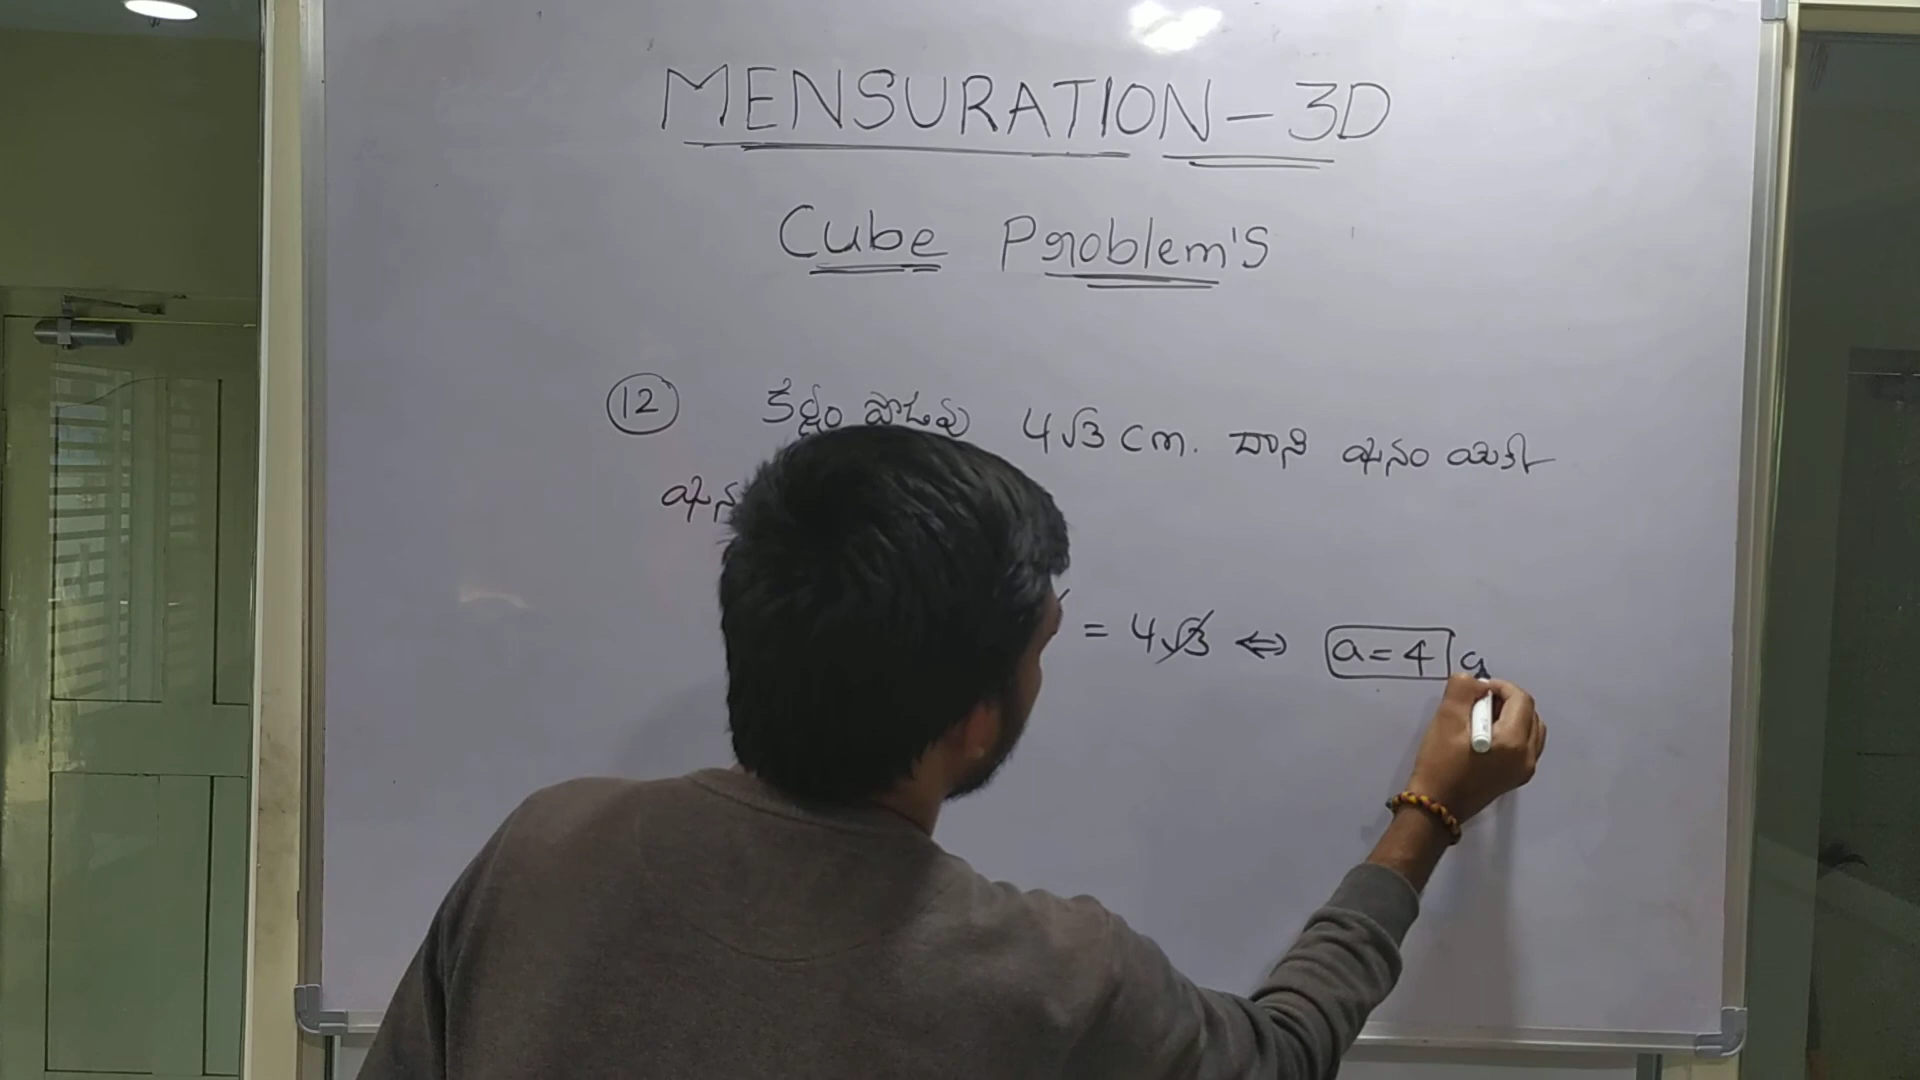 MENSURATION - 3D
Cube Problem's
12 కర్ణం పొడవు 4√3 cm. దాని ఘనం యొక్క
= 4√3 ⇔ a = 4